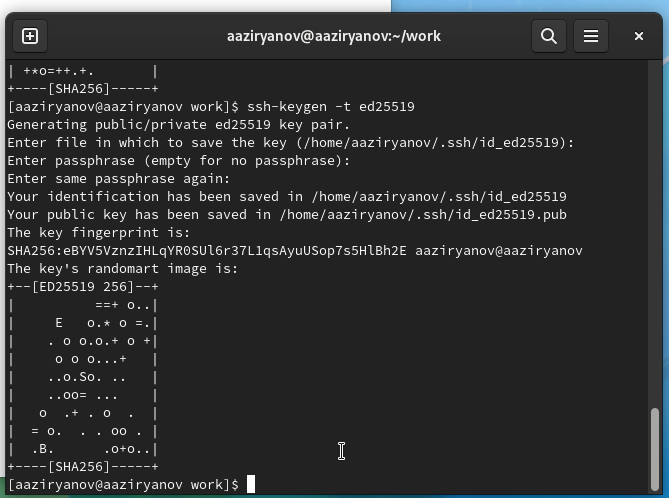 aaziryanov@aaziryanov:~/work
| +*o=++.+.       |
+----[SHA256]-----+
[aaziryanov@aaziryanov work]$ ssh-keygen -t ed25519
Generating public/private ed25519 key pair.
Enter file in which to save the key (/home/aaziryanov/.ssh/id_ed25519):
Enter passphrase (empty for no passphrase):
Enter same passphrase again:
Your identification has been saved in /home/aaziryanov/.ssh/id_ed25519
Your public key has been saved in /home/aaziryanov/.ssh/id_ed25519.pub
The key fingerprint is:
SHA256:eBYV5VznzIHLqYR0SUl6r37L1qsAyuUSop7s5HlBh2E aaziryanov@aaziryanov
The key's randomart image is:
+--[ED25519 256]--+
|          ==+ o..|
|     E   o.* o =.|
|    . o o.o.+ o +|
|     o o o...+   |
|    ..o.So. ..   |
|     ..oo= ...   |
|   o  .+ . o  .  |
|  = o.  . . oo . |
|  .B.      .o+o..|
+----[SHA256]-----+
[aaziryanov@aaziryanov work]$